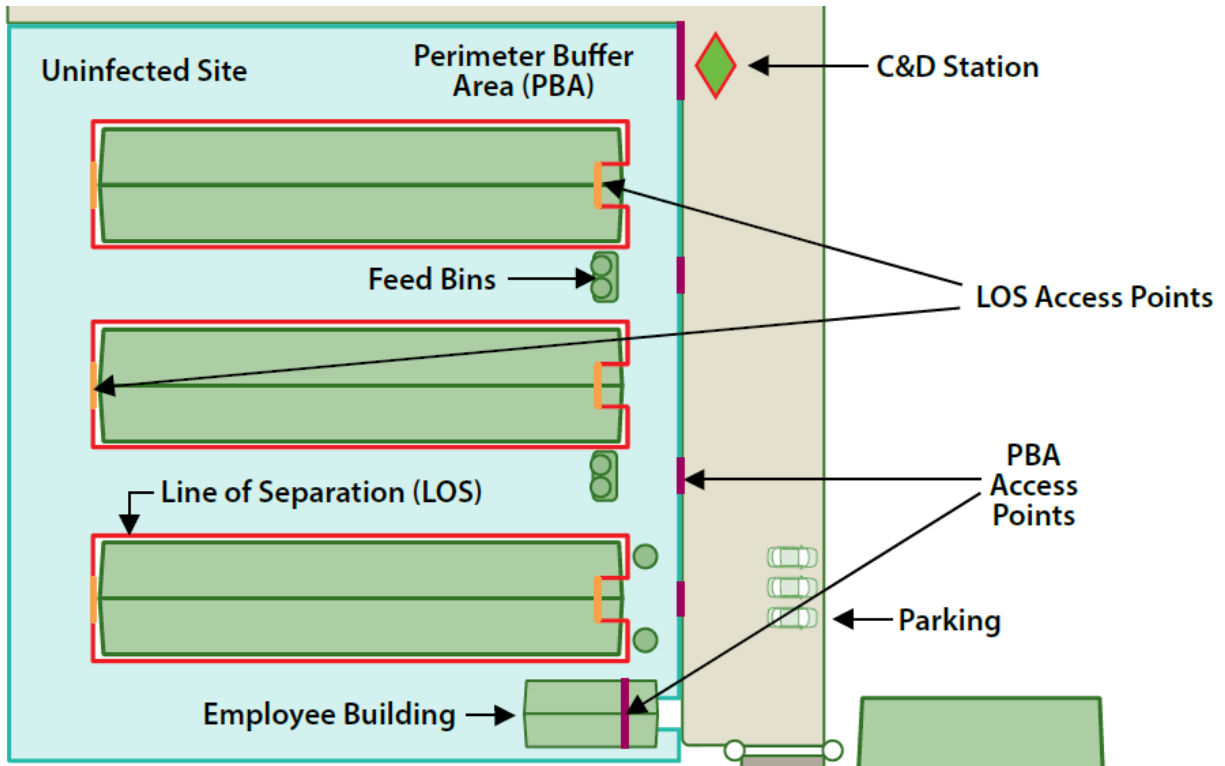 Uninfected Site
Perimeter Buffer
Area (PBA)
C&D Station
Feed Bins
LOS Access Points
Line of Separation (LOS)
PBA
Access
Points
Parking
Employee Building